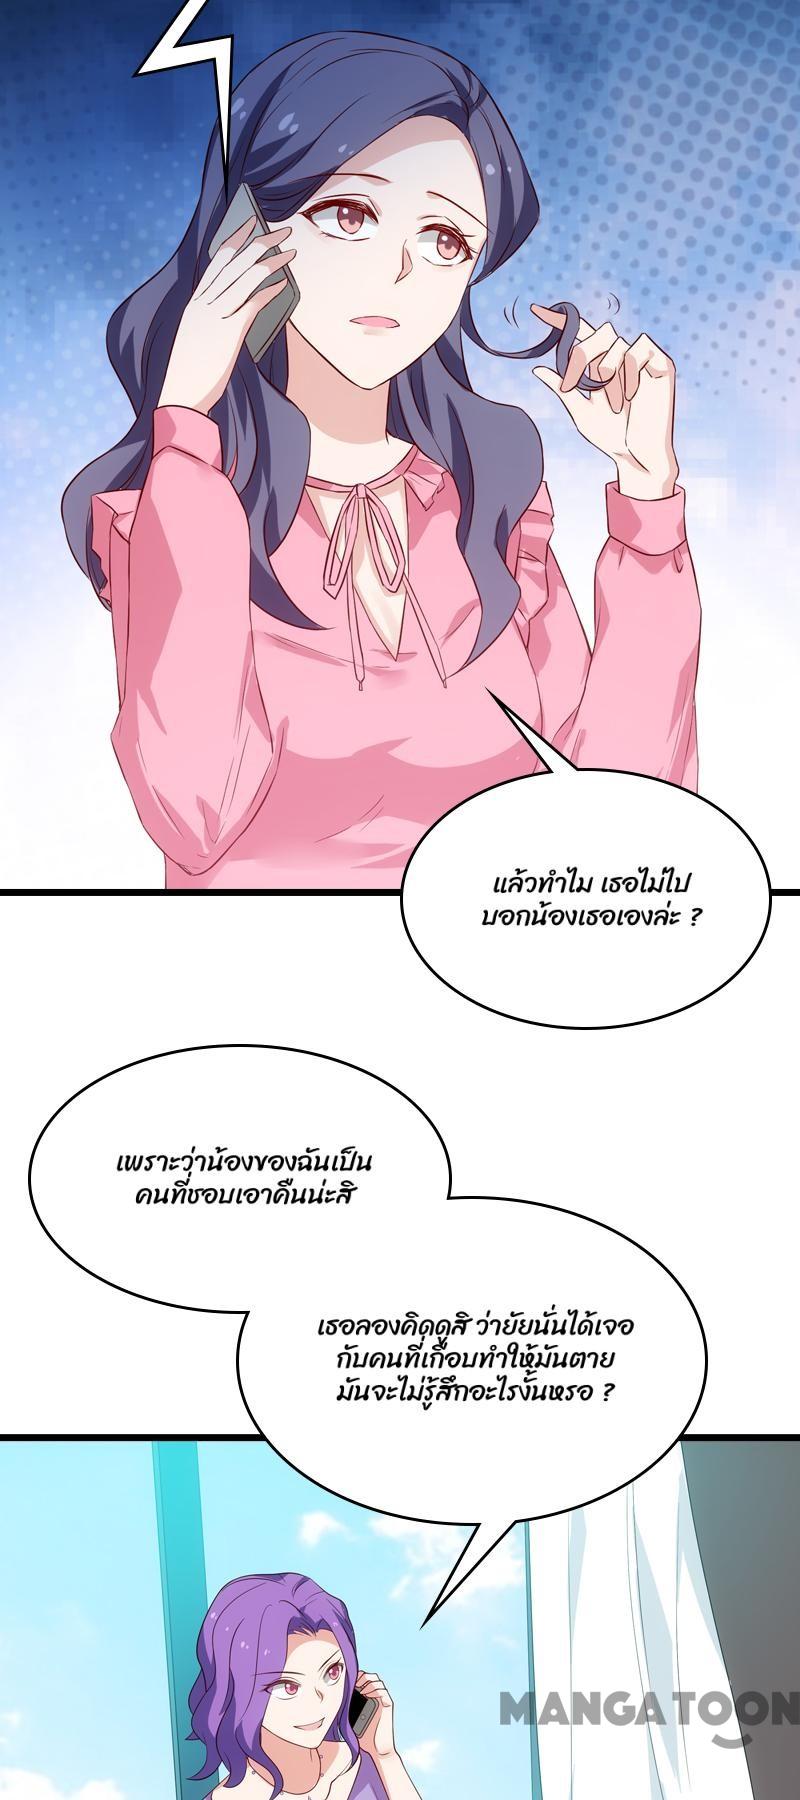 แล้วทำไม เธอไม่ไป
บอกน้องเธอเองล่ะ ?
เพราะว่าน้องของฉันเป็น
คนที่ชอบเอาคืนน่ะสิ
เธอลองคิดดูสิ ว่ายัยนั่นได้เจอ
กับคนที่เกือบทำให้มันตาย
มันจะไม่รู้สึกอะไรงั้นหรอ ?
MANGATOON